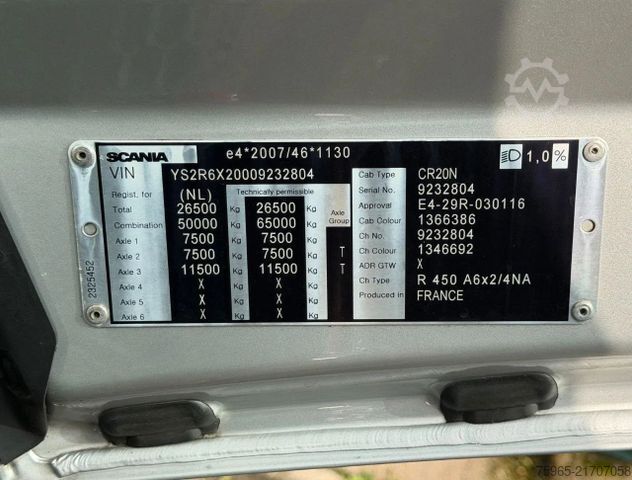 SCANIA e4*2007/46*1130 1,0%
VIN YS2R6X20009232804 Cab Type CR20N
Regist. for (NL) Technically permissible Serial No. 9232804
Total 26500 Kg 26500 Kg Axle Group Approval E4-29R-030116
Combination 50000 Kg 65000 Kg Cab Colour 1366386
Axle 1 7500 Kg 7500 Kg Ch No. 9232804
Axle 2 7500 Kg 7500 Kg T Ch Colour 1346692
Axle 3 11500 Kg 11500 Kg T ADR GTW X
Axle 4 X Kg X Kg Ch Type R 450 A6x2/4NA
Axle 5 X Kg X Kg Produced in FRANCE
Axle 6 X Kg X Kg
2325452
75965-21707058